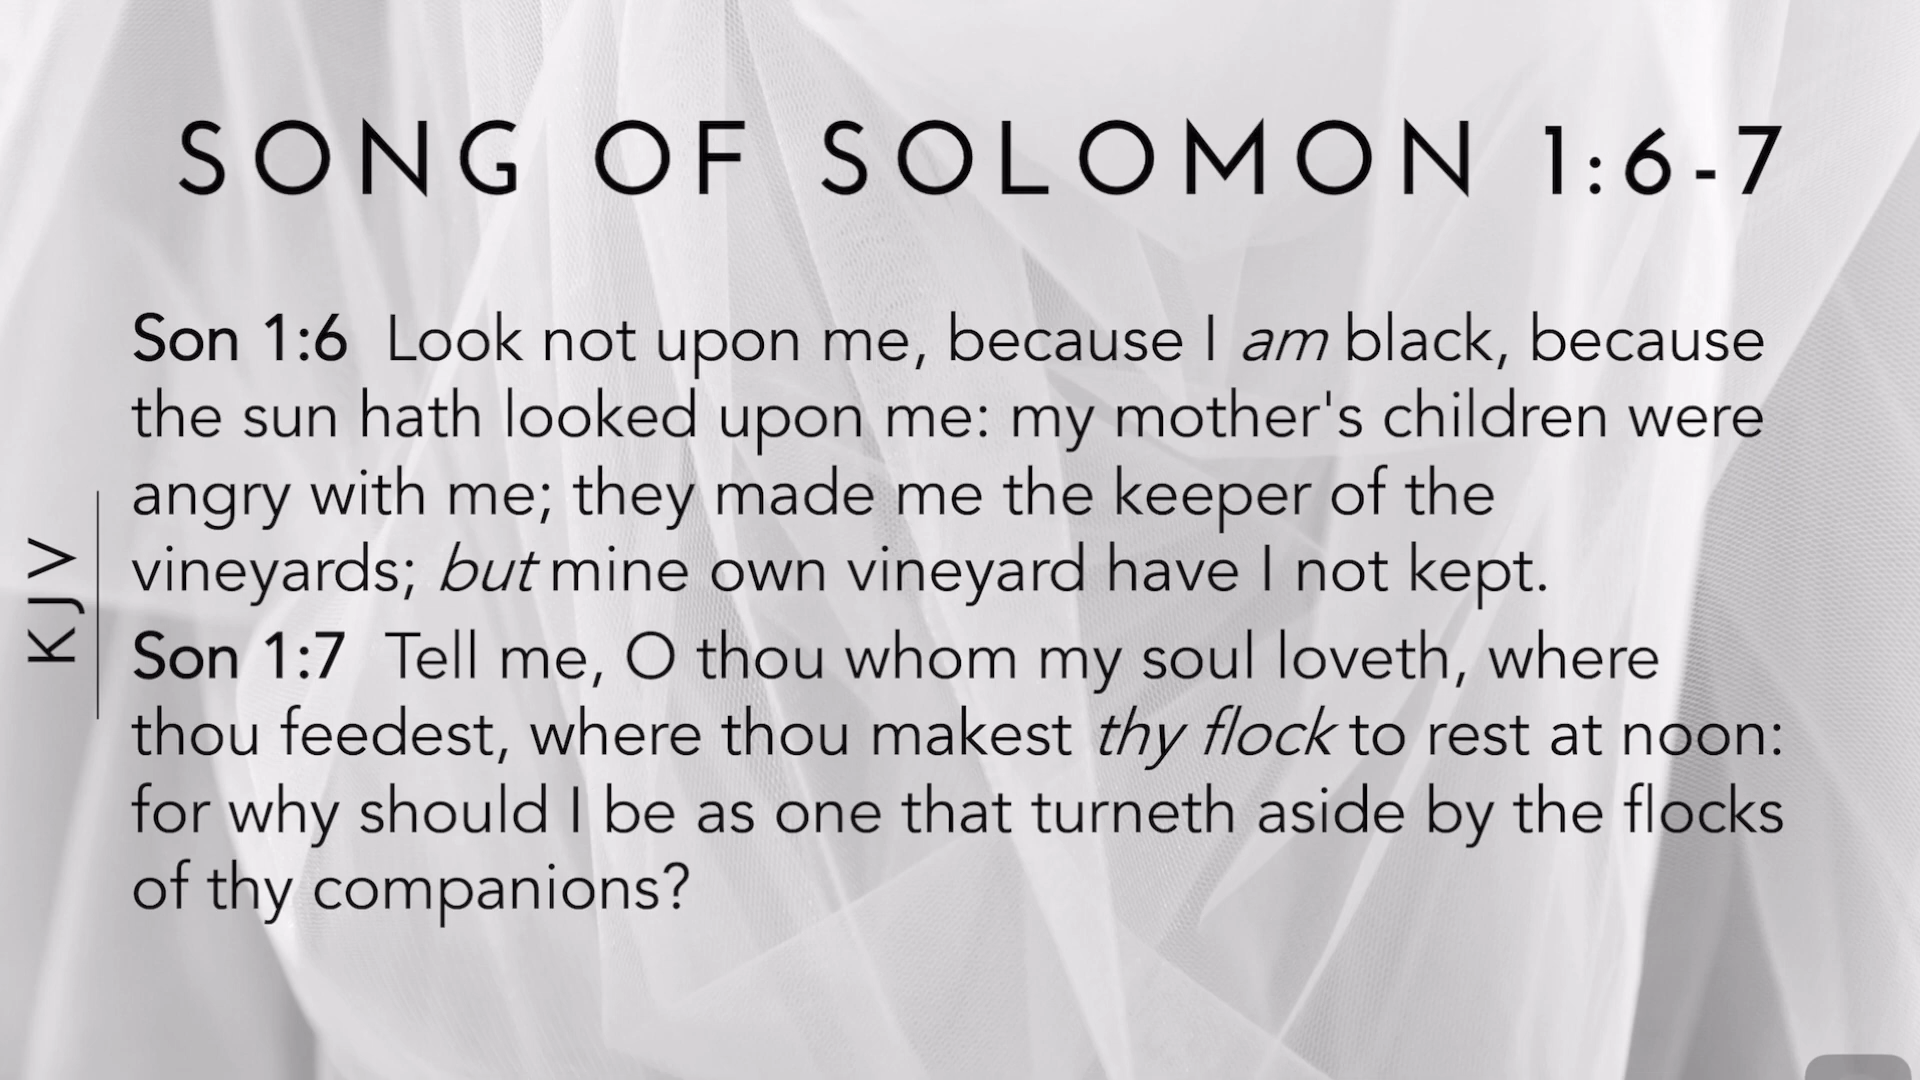 SONG OF SOLOMON 1:6-7
Son 1:6 Look not upon me, because I am black, because
the sun hath looked upon me: my mother's children were
angry with me; they made me the keeper of the
vineyards; but mine own vineyard have I not kept.
Son 1:7 Tell me, O thou whom my soul loveth, where
thou feedest, where thou makest thy flock to rest at noon:
for why should I be as one that turneth aside by the flocks
of thy companions?
KJV